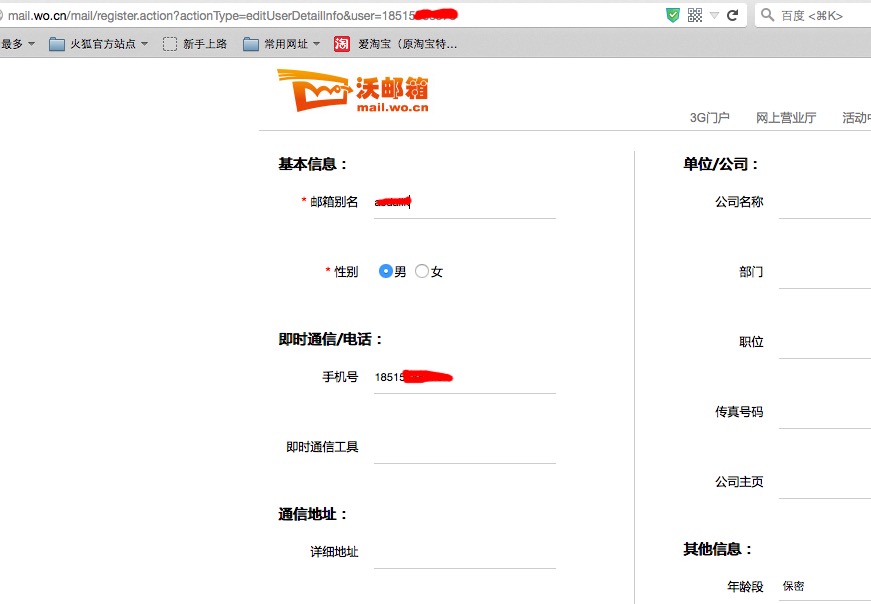 mail.wo.cn/mail/register.action?actionType=editUserDetailInfo&user=18515
百度 <⌘K>
最多 火狐官方站点 新手上路 常用网址 淘 爱淘宝（原淘宝特…
沃邮箱
mail.wo.cn
3G门户 网上营业厅 活动
基本信息：
* 邮箱别名
* 性别 男 女
即时通信/电话：
手机号 18515
即时通信工具
通信地址：
详细地址
单位/公司：
公司名称
部门
职位
传真号码
公司主页
其他信息：
年龄段 保密